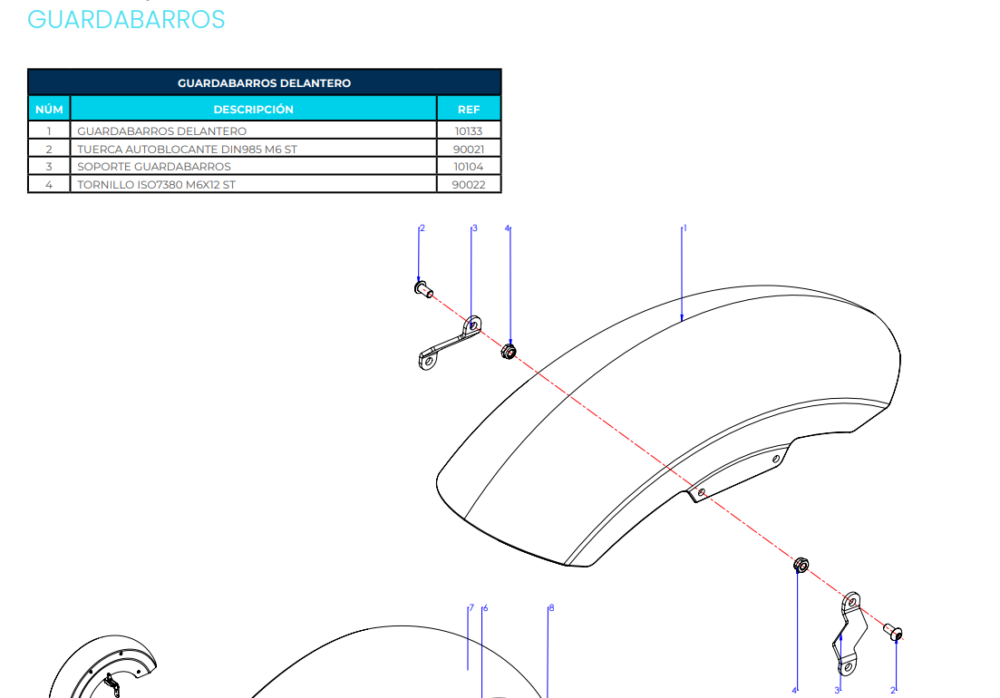 GUARDABARROS
GUARDABARROS DELANTERO
NÚM DESCRIPCIÓN REF
1 GUARDABARROS DELANTERO 10133
2 TUERCA AUTOBLOCANTE DIN985 M6 ST 90021
3 SOPORTE GUARDABARROS 10104
4 TORNILLO ISO7380 M6X12 ST 90022
2 3 4 1
7 6 8
4 3 2